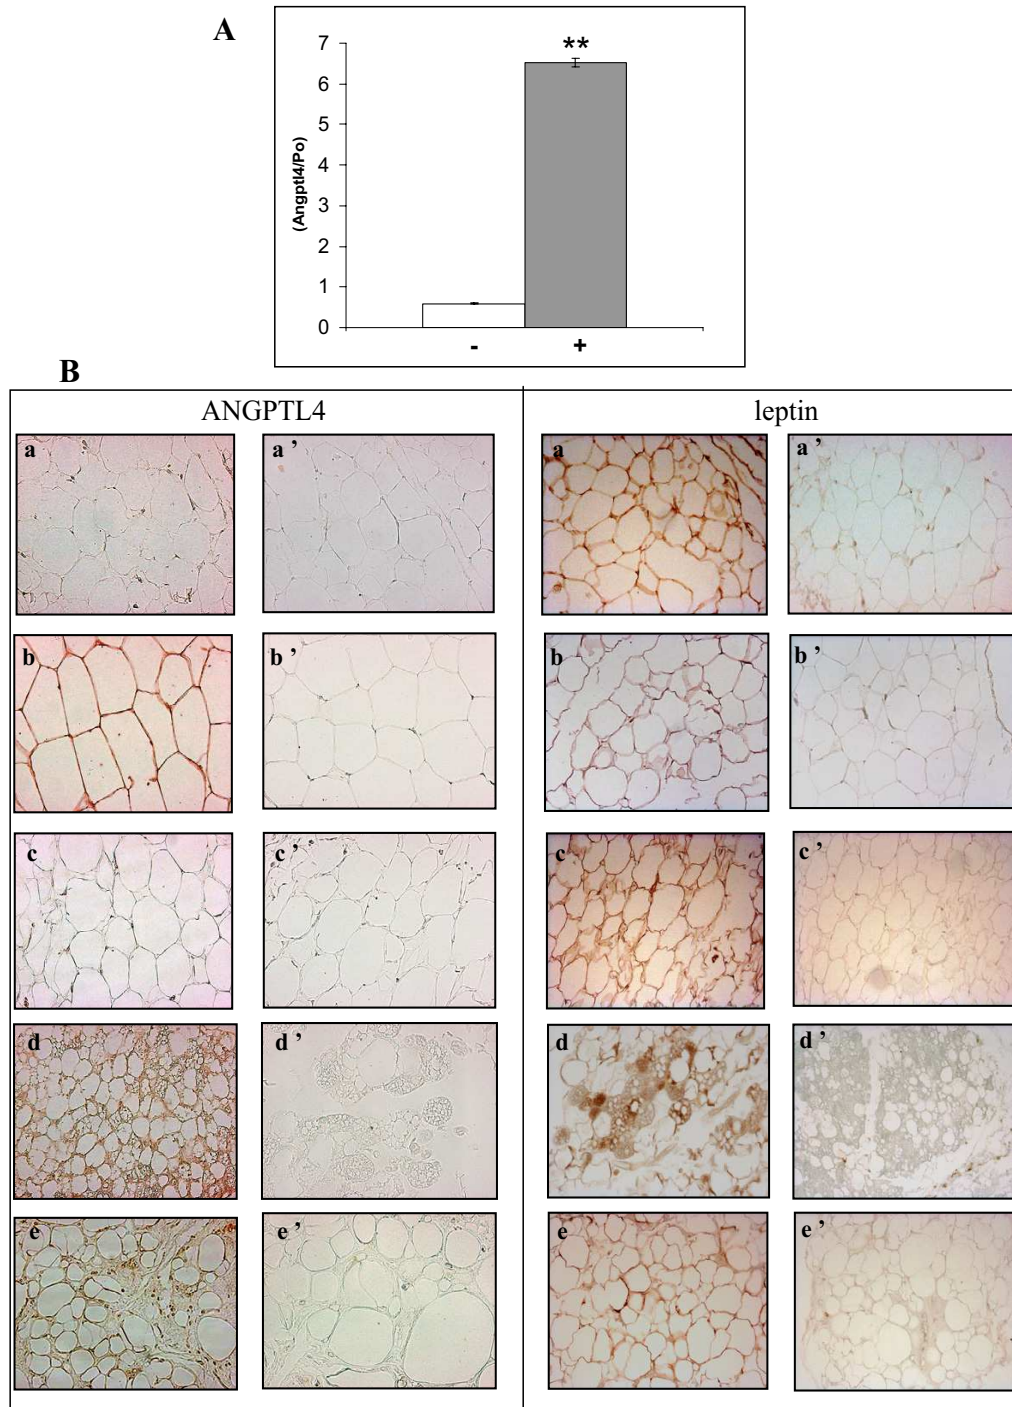 A
**
7
6
5
4
3
2
1
0
(Angptl4/Po)
- +
B
ANGPTL4 leptin
a a ' a a '
b b ' b b '
c c ' c c '
d d ' d d '
e e ' e e '